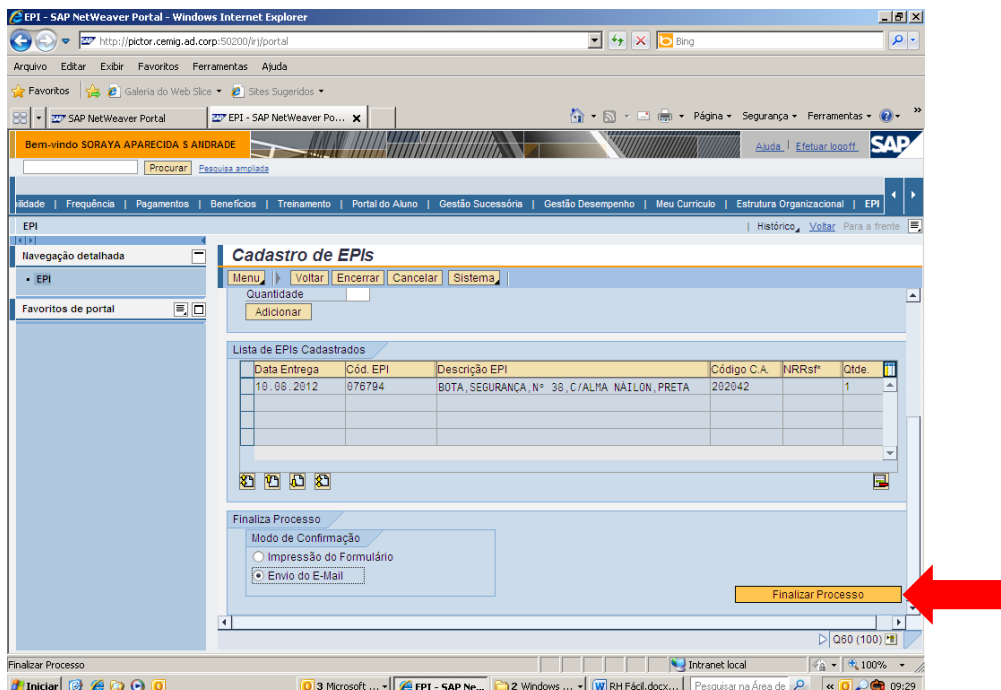 EPI - SAP NetWeaver Portal - Windows Internet Explorer
http://pictor.cemig.ad.corp:50200/irj/portal
Bing
Arquivo Editar Exibir Favoritos Ferramentas Ajuda
Favoritos Galeria do Web Slice Sites Sugeridos
SAP NetWeaver Portal EPI - SAP NetWeaver Po... Página Segurança Ferramentas
Bem-vindo SORAYA APARECIDA S ANDRADE Ajuda Efetuar logoff SAP
Procurar Pesquisa ampliada
ilidade | Frequência | Pagamentos | Benefícios | Treinamento | Portal do Aluno | Gestão Sucessória | Gestão Desempenho | Meu Curriculo | Estrutura Organizacional | EPI
EPI | Histórico Voltar Para a frente
Navegação detalhada
EPI
Favoritos de portal
Cadastro de EPIs
Menu Voltar Encerrar Cancelar Sistema
Quantidade
Adicionar
Lista de EPIs Cadastrados
Data Entrega Cód. EPI Descrição EPI Código C.A. NRRsf* Qtde.
10.08.2012 076794 BOTA,SEGURANÇA,Nº 38,C/ALMA NÁILON,PRETA 202042 1
Finaliza Processo
Modo de Confirmação
Impressão do Formulário
Envio do E-Mail
Finalizar Processo
Q60 (100)
Finalizar Processo Intranet local 100%
Iniciar 3 Microsoft ... EPI - SAP Ne... 2 Windows ... RH Fácil.docx... Pesquisar na Área de 09:29